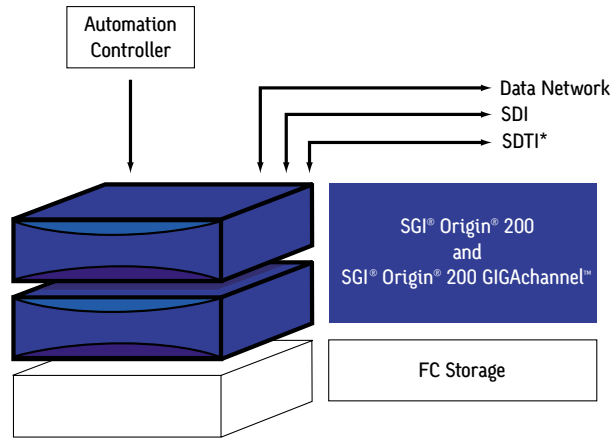 Automation
Controller
Data Network
SDI
SDTI*
SGI® Origin® 200
and
SGI® Origin® 200 GIGAchannel™
FC Storage